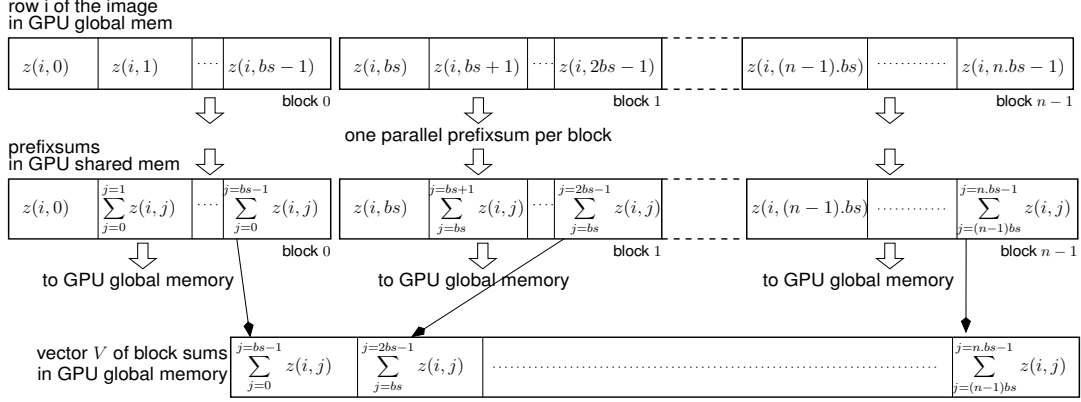 row i of the image
in GPU global mem
z(i, 0) z(i, 1) ···· z(i, bs − 1) z(i, bs) z(i, bs + 1) ···· z(i, 2bs − 1) z(i, (n − 1).bs) ············ z(i, n.bs − 1)
block 0 block 1 block n − 1
one parallel prefixsum per block
prefixsums
in GPU shared mem
z(i, 0) ∑_{j=0}^{j=1} z(i, j) ···· ∑_{j=0}^{j=bs−1} z(i, j) z(i, bs) ∑_{j=bs}^{j=bs+1} z(i, j) ···· ∑_{j=bs}^{j=2bs−1} z(i, j) z(i, (n − 1).bs) ············ ∑_{j=(n−1)bs}^{j=n.bs−1} z(i, j)
block 0 block 1 block n − 1
to GPU global memory to GPU global memory to GPU global memory
vector V of block sums
in GPU global memory
∑_{j=0}^{j=bs−1} z(i, j) ∑_{j=bs}^{j=2bs−1} z(i, j) ············ ∑_{j=(n−1)bs}^{j=n.bs−1} z(i, j)